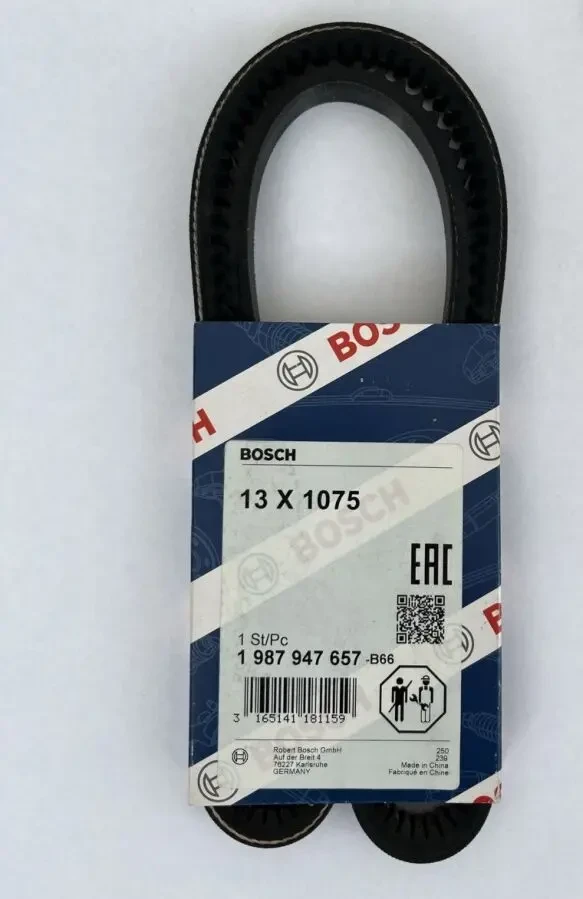 BOSCH
H
BOSCH
13 X 1075
BOSCH
EAC
1 St/Pc
1 987 947 657 -B66
3 165141 181159
Robert Bosch GmbH
Auf der Breit 4
76227 Karlsruhe
GERMANY
250
239
Made in China
Fabriqué en Chine